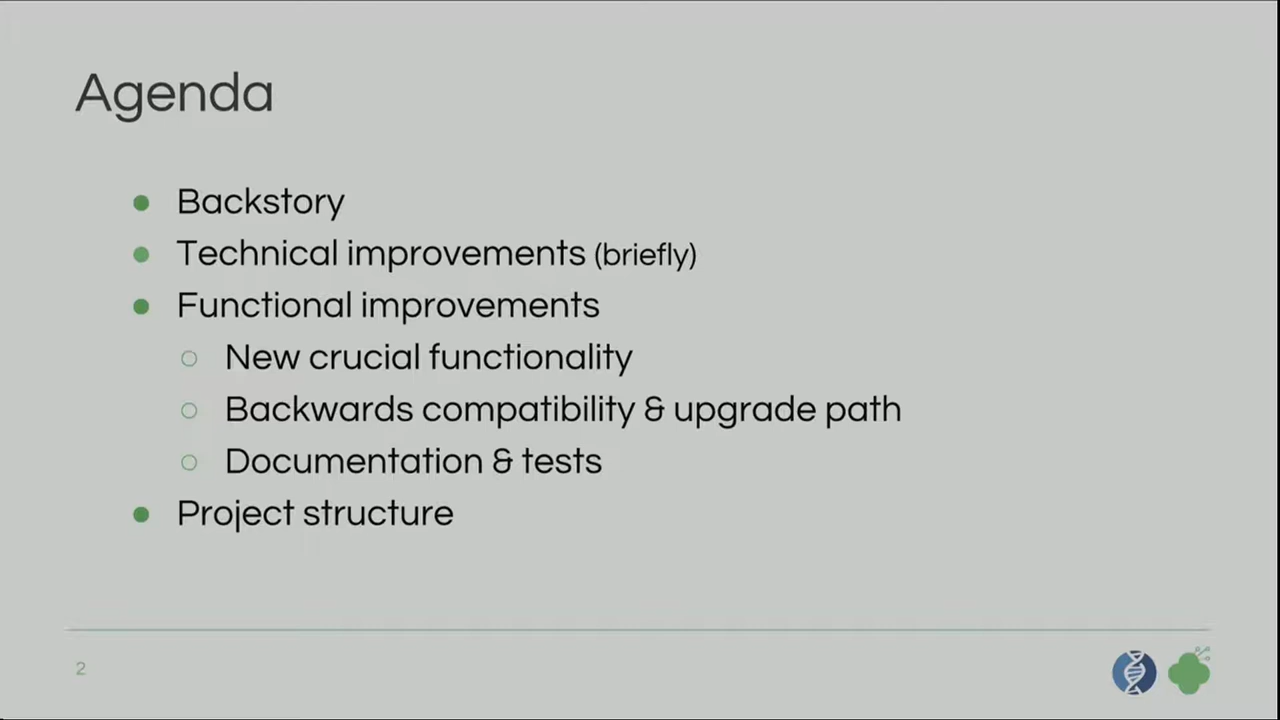 Agenda
● Backstory
● Technical improvements (briefly)
● Functional improvements
○ New crucial functionality
○ Backwards compatibility & upgrade path
○ Documentation & tests
● Project structure
2